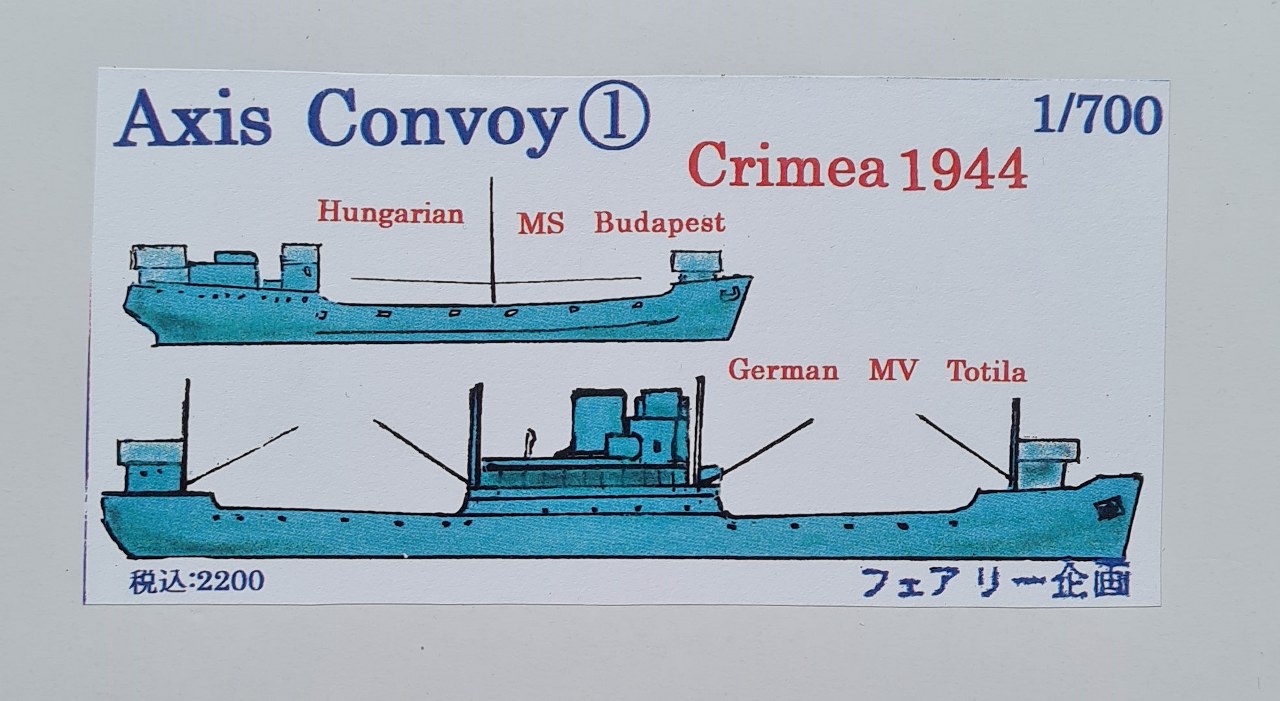 Axis Convoy①
1/700
Crimea 1944
Hungarian MS Budapest
German MV Totila
税込:2200
フェアリー企画